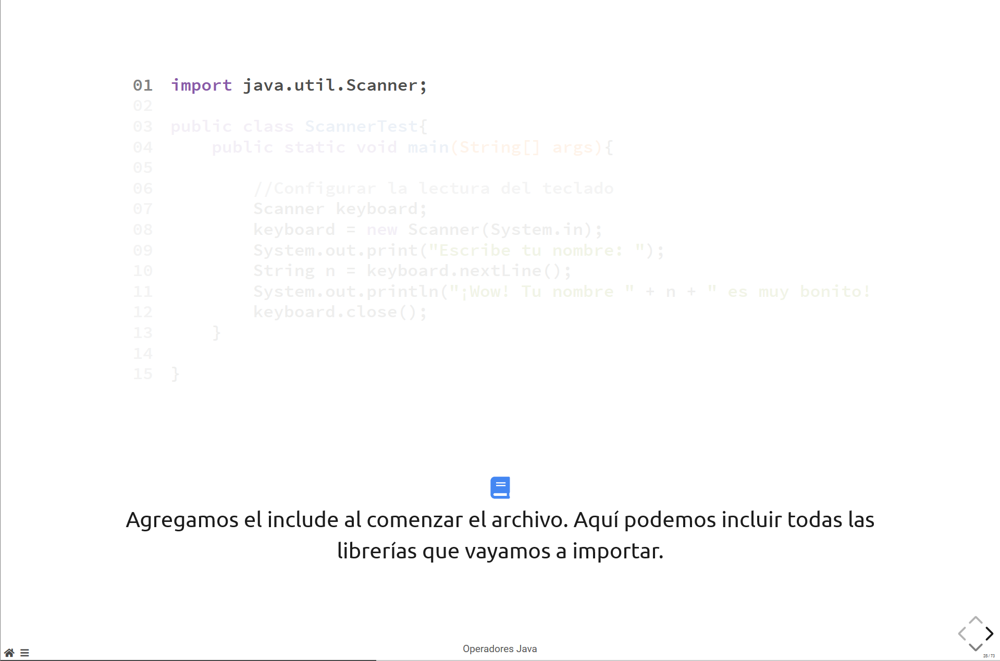 01 import java.util.Scanner;
02
03 public class ScannerTest{
04     public static void main(String[] args){
05
06         //Configurar la lectura del teclado
07         Scanner keyboard;
08         keyboard = new Scanner(System.in);
09         System.out.print("Escribe tu nombre: ");
10         String n = keyboard.nextLine();
11         System.out.println("¡Wow! Tu nombre " + n + " es muy bonito!
12         keyboard.close();
13     }
14
15 }
Agregamos el include al comenzar el archivo. Aquí podemos incluir todas las
librerías que vayamos a importar.
Operadores Java
28 / 73